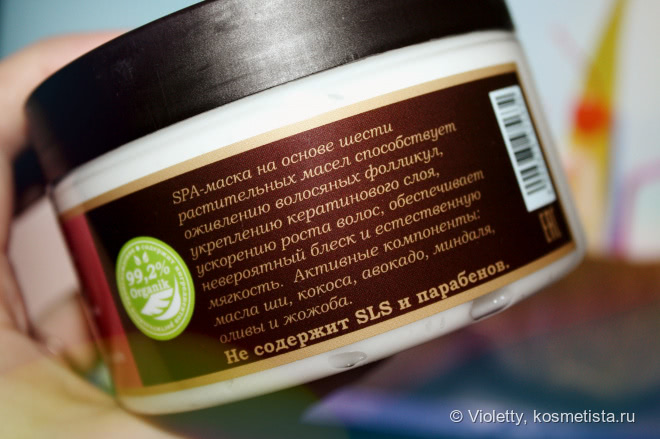 SPA-маска на основе шести
растительных масел способствует
оживлению волосяных фолликул,
укреплению кератинового слоя,
ускорению роста волос, обеспечивает
невероятный блеск и естественную
мягкость. Активные компоненты:
масла ши, кокоса, авокадо, миндаля,
оливы и жожоба.
Не содержит SLS и парабенов.
99.2%
Organik
EAC
© Violetty, kosmetista.ru